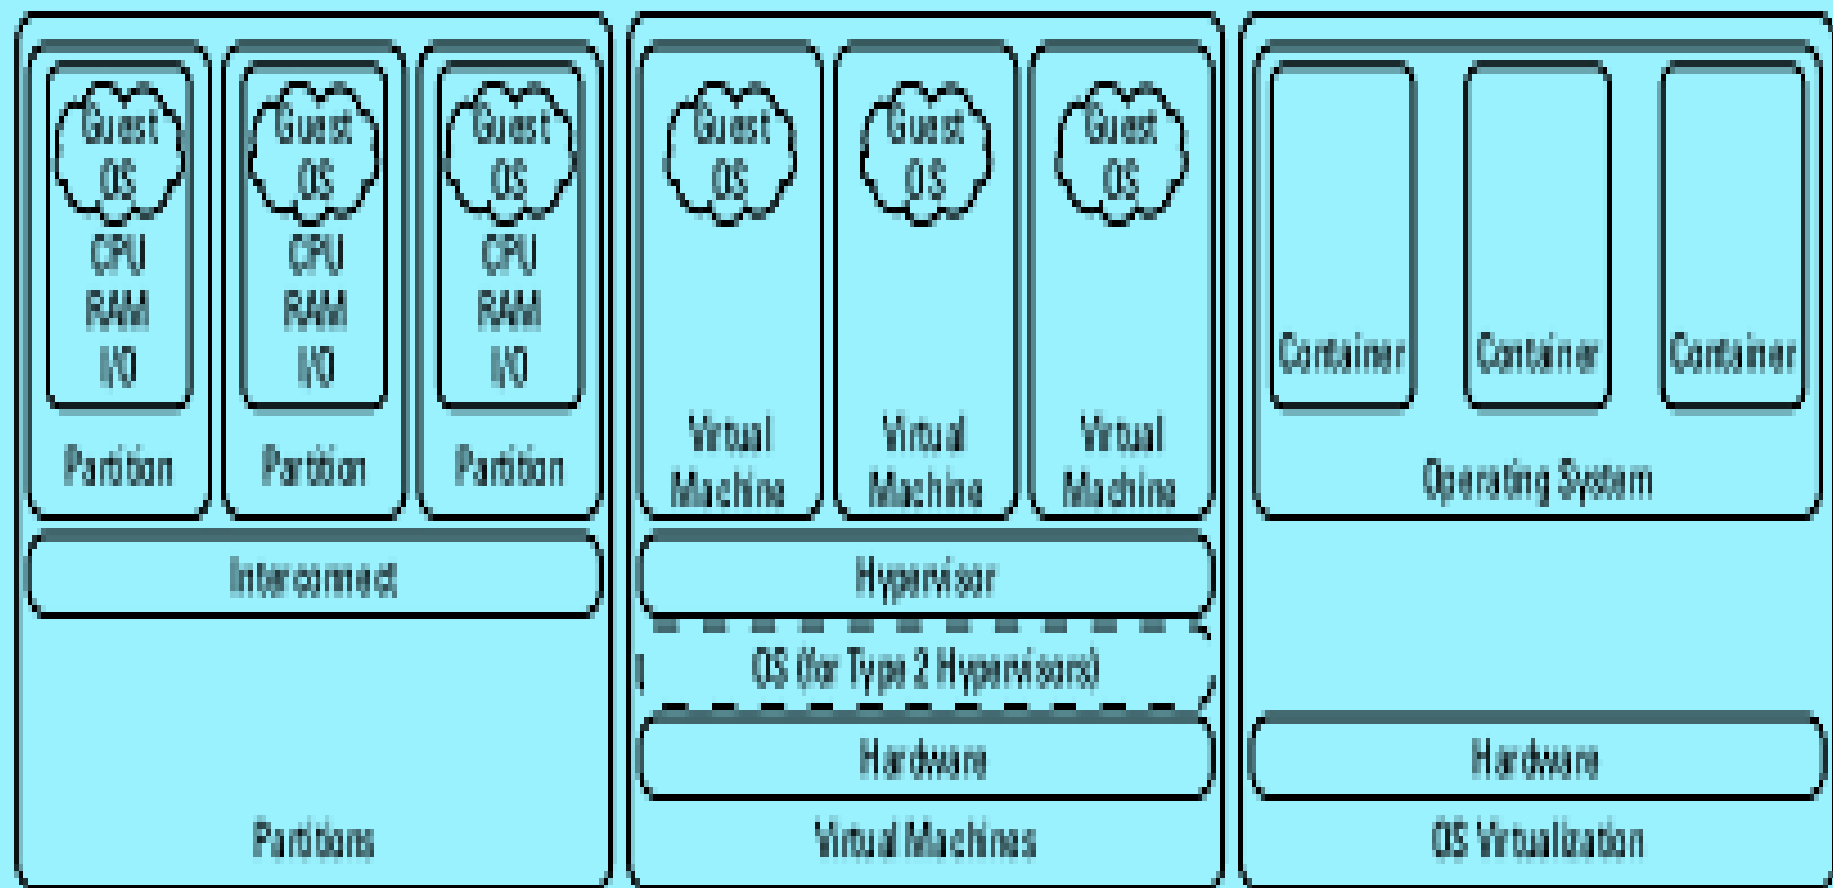 Guest
OS
CPU
RAM
I/O
Partition
Guest
OS
CPU
RAM
I/O
Partition
Guest
OS
CPU
RAM
I/O
Partition
Interconnect
Partitions
Guest
OS
Virtual
Machine
Guest
OS
Virtual
Machine
Guest
OS
Virtual
Machine
Hypervisor
OS (for Type 2 Hypervisors)
Hardware
Virtual Machines
Container
Container
Container
Operating System
Hardware
OS Virtualization